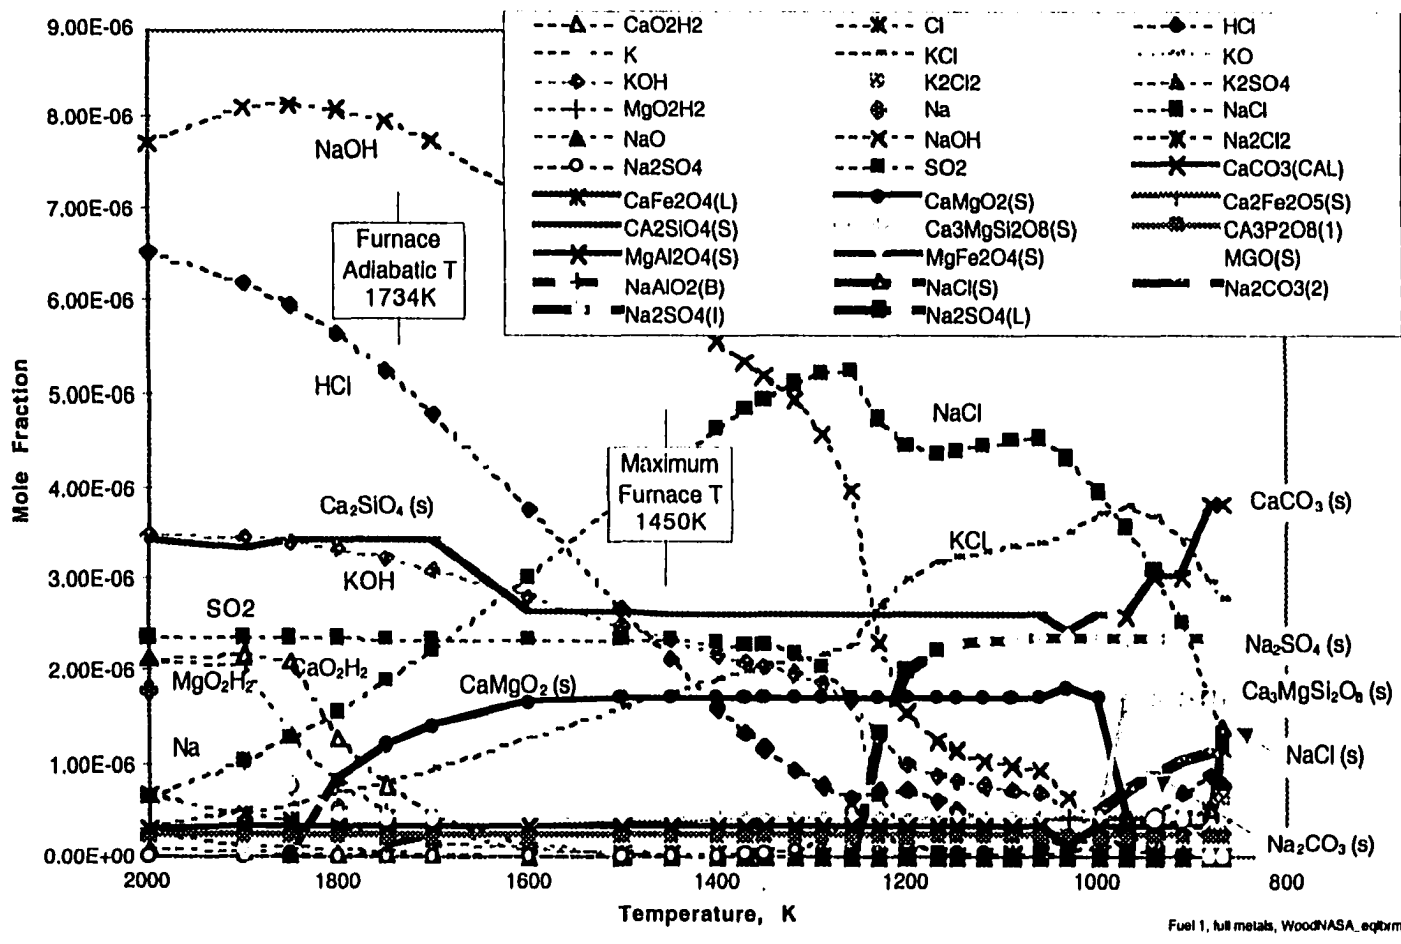 9.00E-06
8.00E-06
7.00E-06
6.00E-06
5.00E-06
4.00E-06
3.00E-06
2.00E-06
1.00E-06
0.00E+00
Mole Fraction
2000
1800
1600
1400
1200
1000
800
Temperature, K
CaO2H2
Cl
HCl
K
KCl
KO
KOH
K2Cl2
K2SO4
MgO2H2
Na
NaCl
NaO
NaOH
Na2Cl2
Na2SO4
SO2
CaCO3(CAL)
CaFe2O4(L)
CaMgO2(S)
Ca2Fe2O5(S)
CA2SiO4(S)
Ca3MgSi2O8(S)
CA3P2O8(1)
MgAl2O4(S)
MgFe2O4(S)
MGO(S)
NaAlO2(B)
NaCl(S)
Na2CO3(2)
Na2SO4(I)
Na2SO4(L)
NaOH
Furnace
Adiabatic T
1734K
HCl
NaCl
Maximum
Furnace T
1450K
Ca₂SiO₄ (s)
CaCO₃ (s)
KCl
KOH
SO2
CaO₂H₂
MgO₂H₂
CaMgO₂ (s)
Na₂SO₄ (s)
Ca₃MgSi₂O₈ (s)
Na
NaCl (s)
Na₂CO₃ (s)
Fuel 1, full metals, WoodNASA_eqlbrm